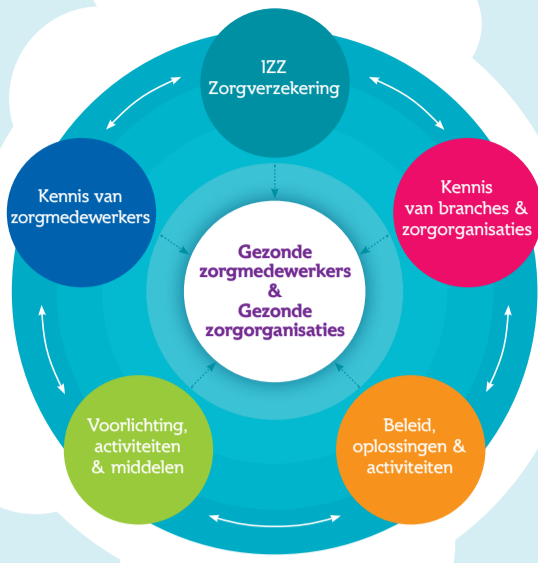 IZZ
Zorgverzekering
Kennis van
zorgmedewerkers
Kennis
van branches &
zorgorganisaties
Gezonde
zorgmedewerkers
&
Gezonde
zorgorganisaties
Voorlichting,
activiteiten
& middelen
Beleid,
oplossingen &
activiteiten